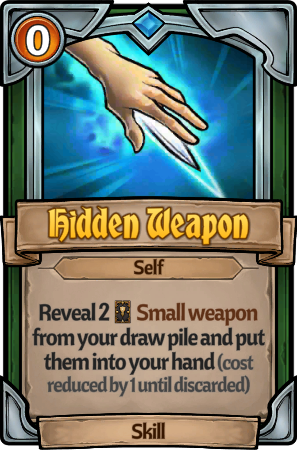 0
Hidden Weapon
Self
Reveal 2 Small weapon
from your draw pile and put
them into your hand (cost
reduced by 1 until discarded)
Skill